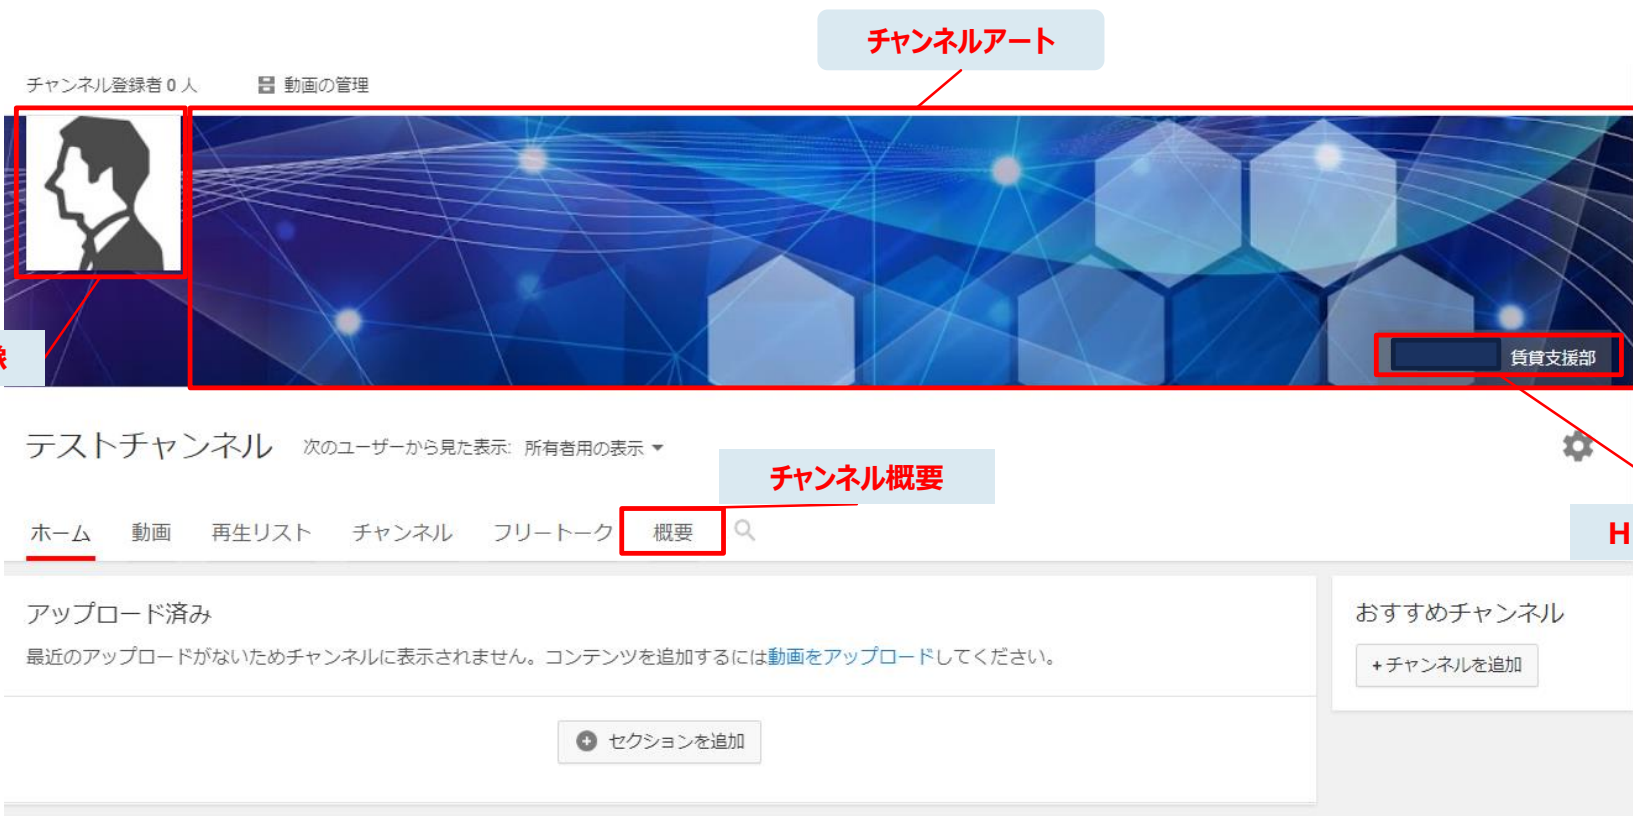 チャンネルアート
チャンネル登録者 0 人 動画の管理
像
賃貸支援部
テストチャンネル 次のユーザーから見た表示: 所有者用の表示
チャンネル概要
ホーム 動画 再生リスト チャンネル フリートーク 概要
H
アップロード済み
最近のアップロードがないためチャンネルに表示されません。コンテンツを追加するには動画をアップロードしてください。
セクションを追加
おすすめチャンネル
+ チャンネルを追加